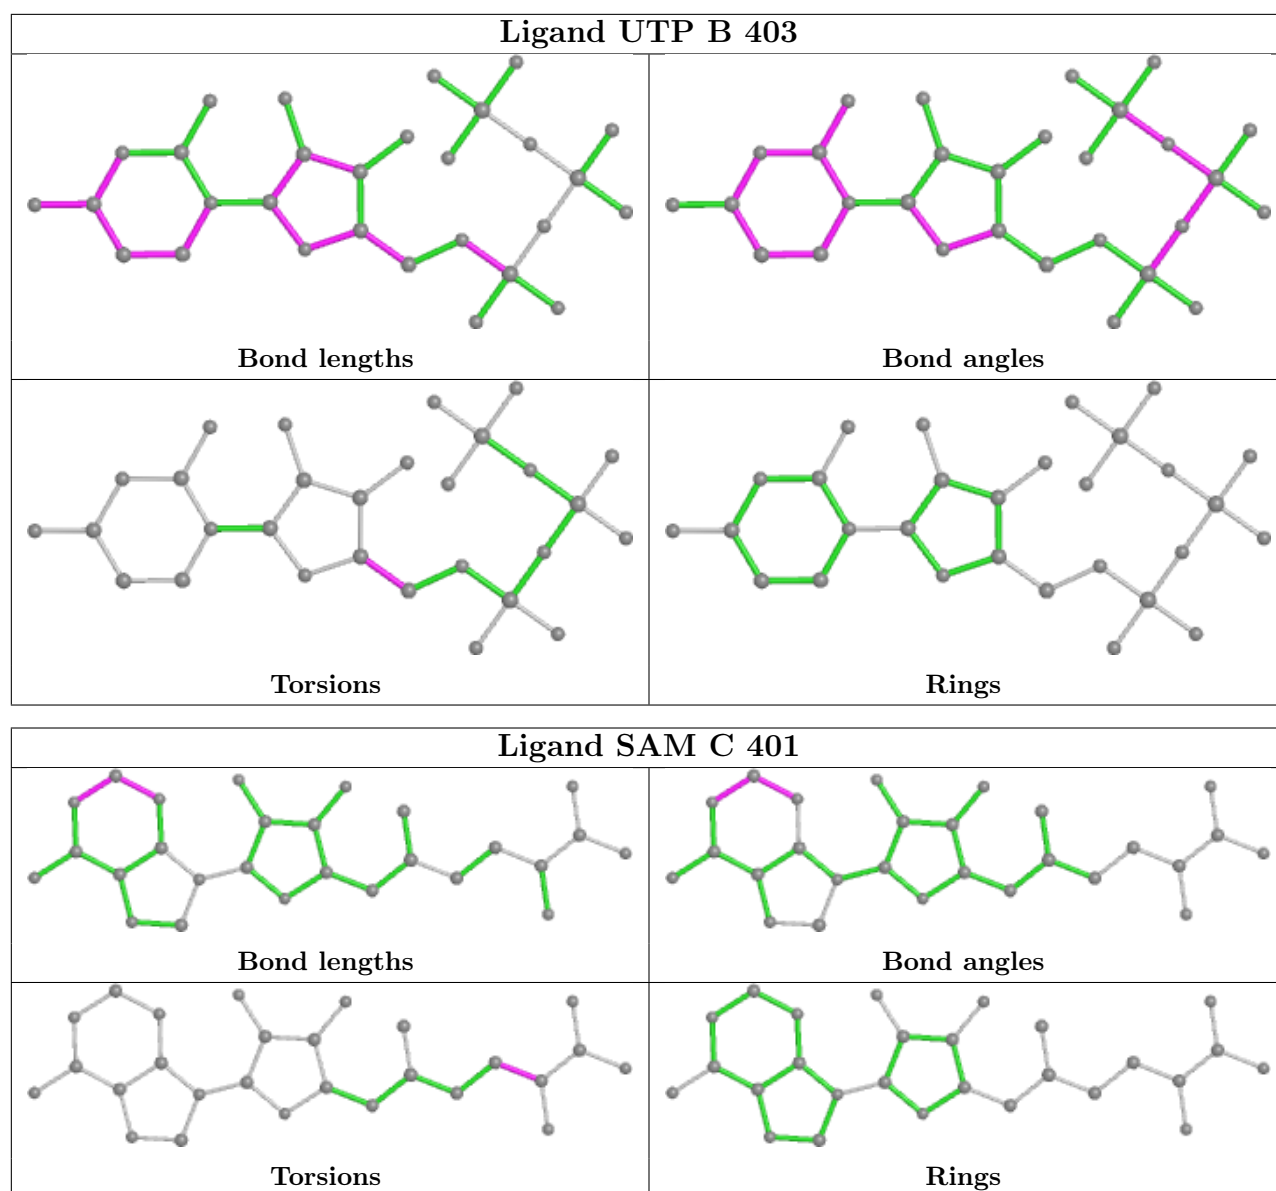 Ligand UTP B 403
Bond lengths
Bond angles
Torsions
Rings
Ligand SAM C 401
Bond lengths
Bond angles
Torsions
Rings